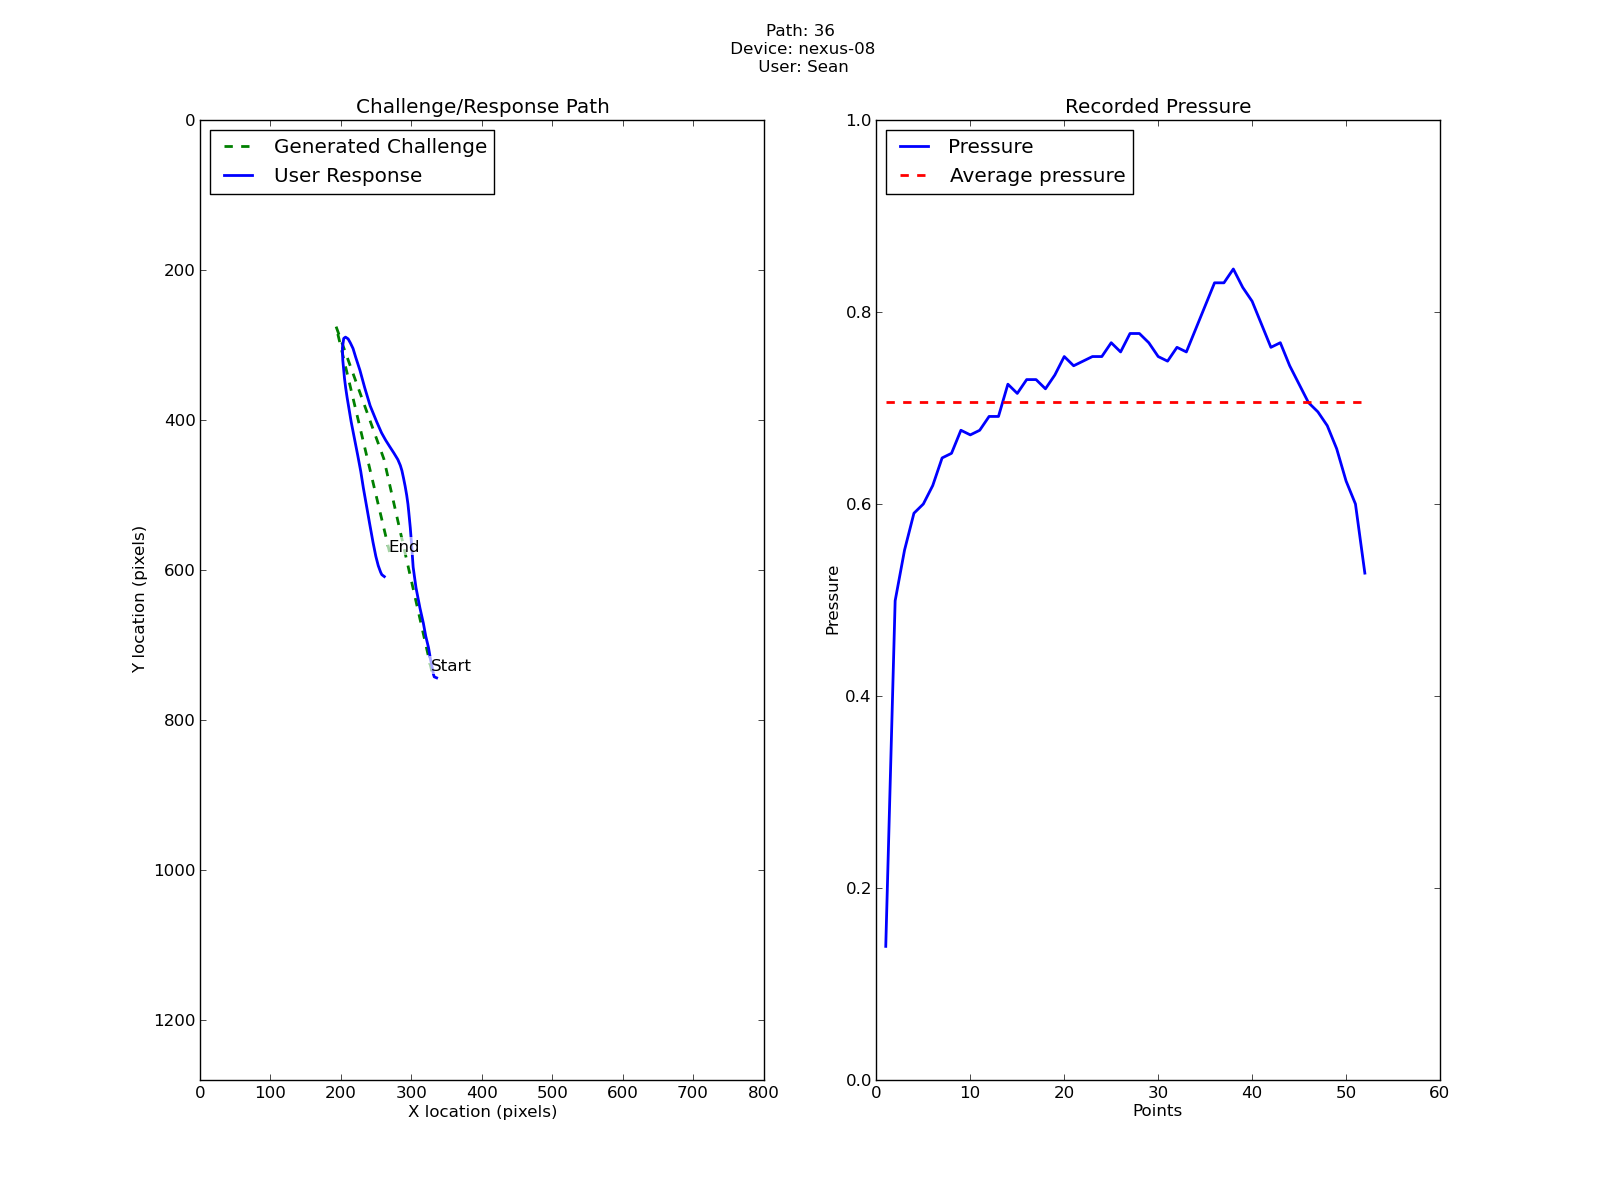 Path: 36
Device: nexus-08
User: Sean
Challenge/Response Path
Generated Challenge
User Response
0
200
400
600
800
1000
1200
Y location (pixels)
End
Start
0 100 200 300 400 500 600 700 800
X location (pixels)
Recorded Pressure
Pressure
Average pressure
1.0
0.8
0.6
0.4
0.2
0.0
Pressure
0 10 20 30 40 50 60
Points